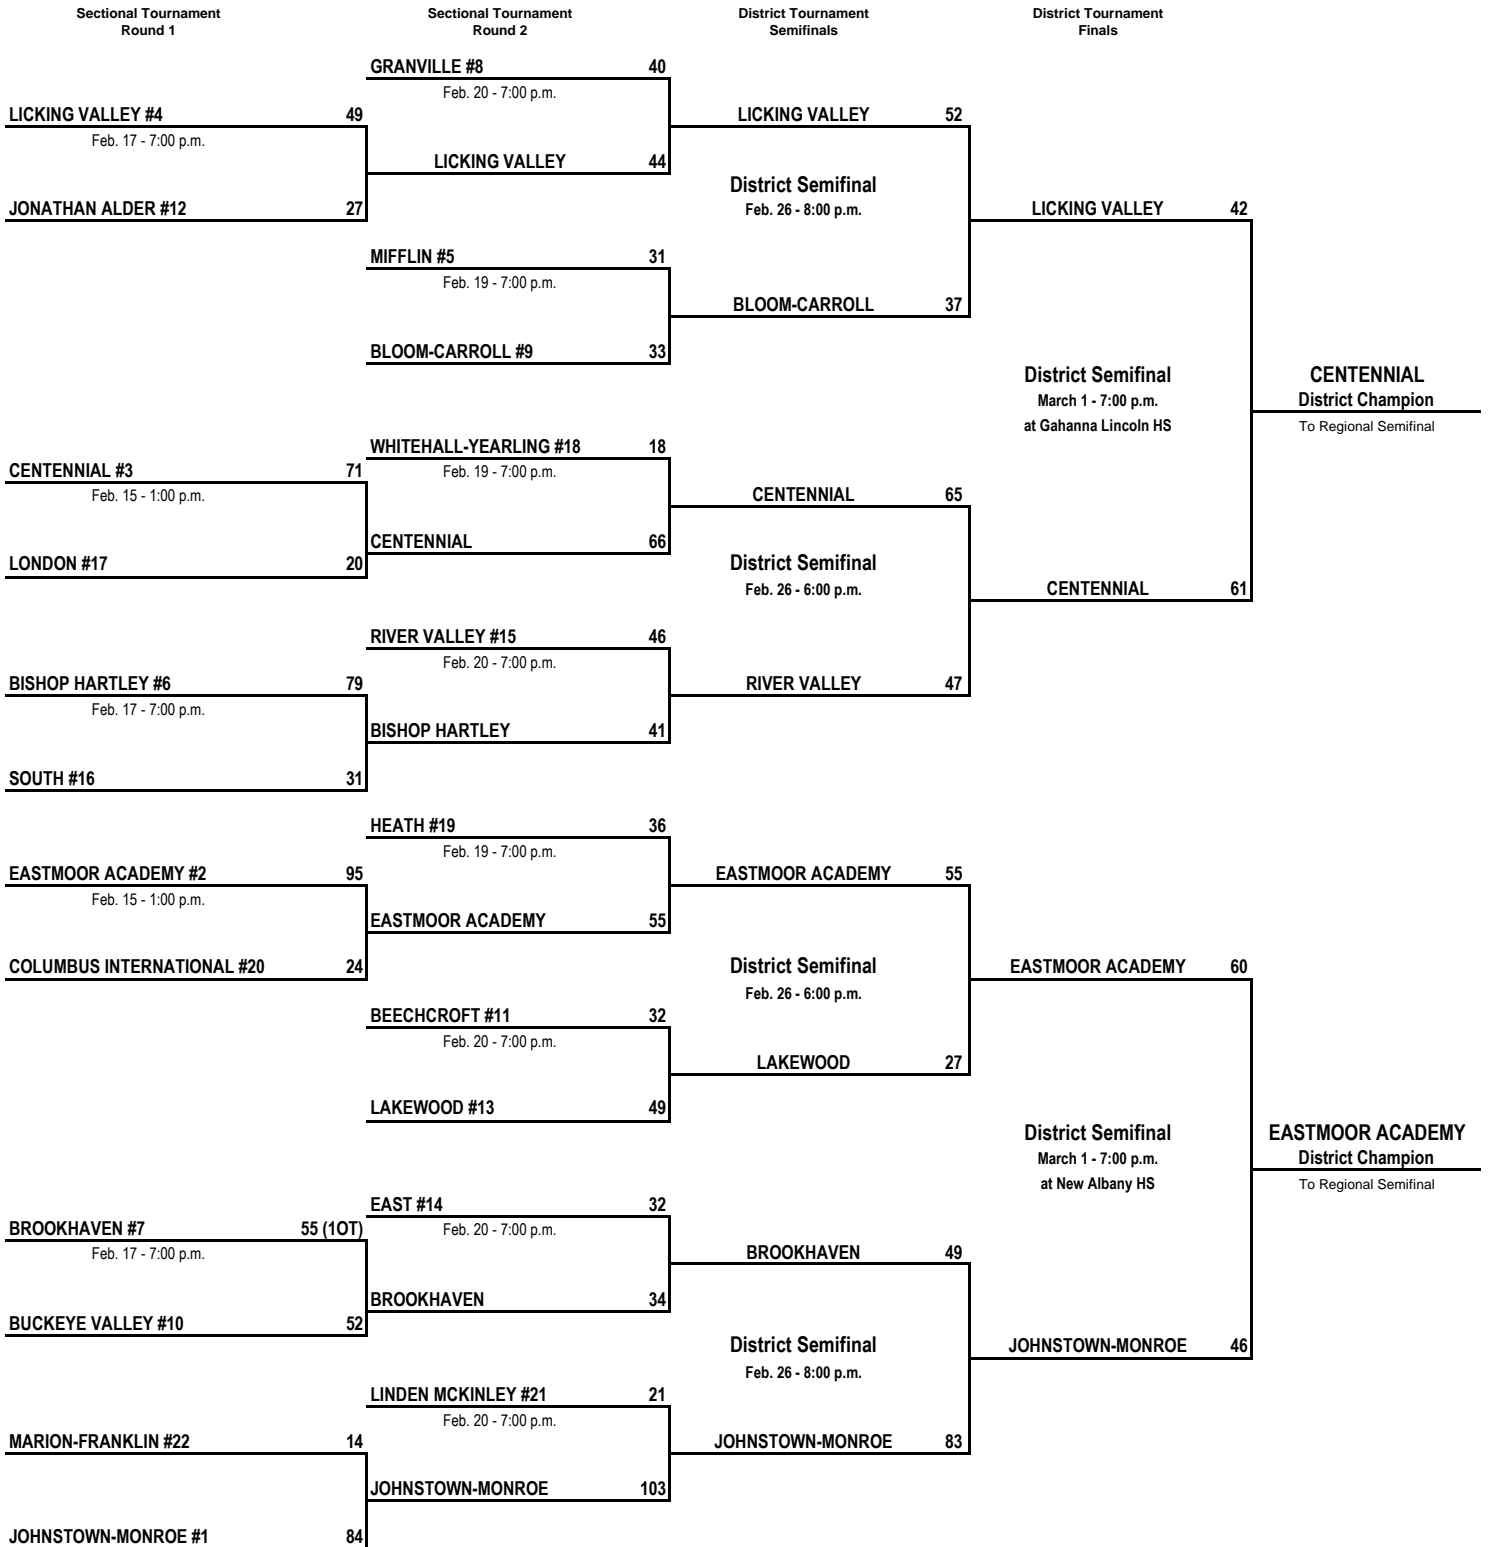 Sectional Tournament
Round 1
Sectional Tournament
Round 2
District Tournament
Semifinals
District Tournament
Finals
GRANVILLE #8 40
Feb. 20 - 7:00 p.m.
LICKING VALLEY #4 49
LICKING VALLEY 52
Feb. 17 - 7:00 p.m.
LICKING VALLEY 44
District Semifinal
JONATHAN ALDER #12 27
Feb. 26 - 8:00 p.m.
LICKING VALLEY 42
MIFFLIN #5 31
Feb. 19 - 7:00 p.m.
BLOOM-CARROLL 37
BLOOM-CARROLL #9 33
District Semifinal
March 1 - 7:00 p.m.
at Gahanna Lincoln HS
CENTENNIAL
District Champion
To Regional Semifinal
WHITEHALL-YEARLING #18 18
CENTENNIAL #3 71
Feb. 19 - 7:00 p.m.
Feb. 15 - 1:00 p.m.
CENTENNIAL 65
CENTENNIAL 66
LONDON #17 20
District Semifinal
Feb. 26 - 6:00 p.m.
CENTENNIAL 61
RIVER VALLEY #15 46
Feb. 20 - 7:00 p.m.
BISHOP HARTLEY #6 79
RIVER VALLEY 47
Feb. 17 - 7:00 p.m.
BISHOP HARTLEY 41
SOUTH #16 31
HEATH #19 36
Feb. 19 - 7:00 p.m.
EASTMOOR ACADEMY #2 95
EASTMOOR ACADEMY 55
Feb. 15 - 1:00 p.m.
EASTMOOR ACADEMY 55
COLUMBUS INTERNATIONAL #20 24
District Semifinal
EASTMOOR ACADEMY 60
Feb. 26 - 6:00 p.m.
BEECHCROFT #11 32
Feb. 20 - 7:00 p.m.
LAKEWOOD 27
LAKEWOOD #13 49
District Semifinal
March 1 - 7:00 p.m.
at New Albany HS
EASTMOOR ACADEMY
District Champion
To Regional Semifinal
EAST #14 32
BROOKHAVEN #7 55 (1OT)
Feb. 20 - 7:00 p.m.
Feb. 17 - 7:00 p.m.
BROOKHAVEN 49
BROOKHAVEN 34
BUCKEYE VALLEY #10 52
District Semifinal
JOHNSTOWN-MONROE 46
Feb. 26 - 8:00 p.m.
LINDEN MCKINLEY #21 21
Feb. 20 - 7:00 p.m.
MARION-FRANKLIN #22 14
JOHNSTOWN-MONROE 83
JOHNSTOWN-MONROE 103
JOHNSTOWN-MONROE #1 84